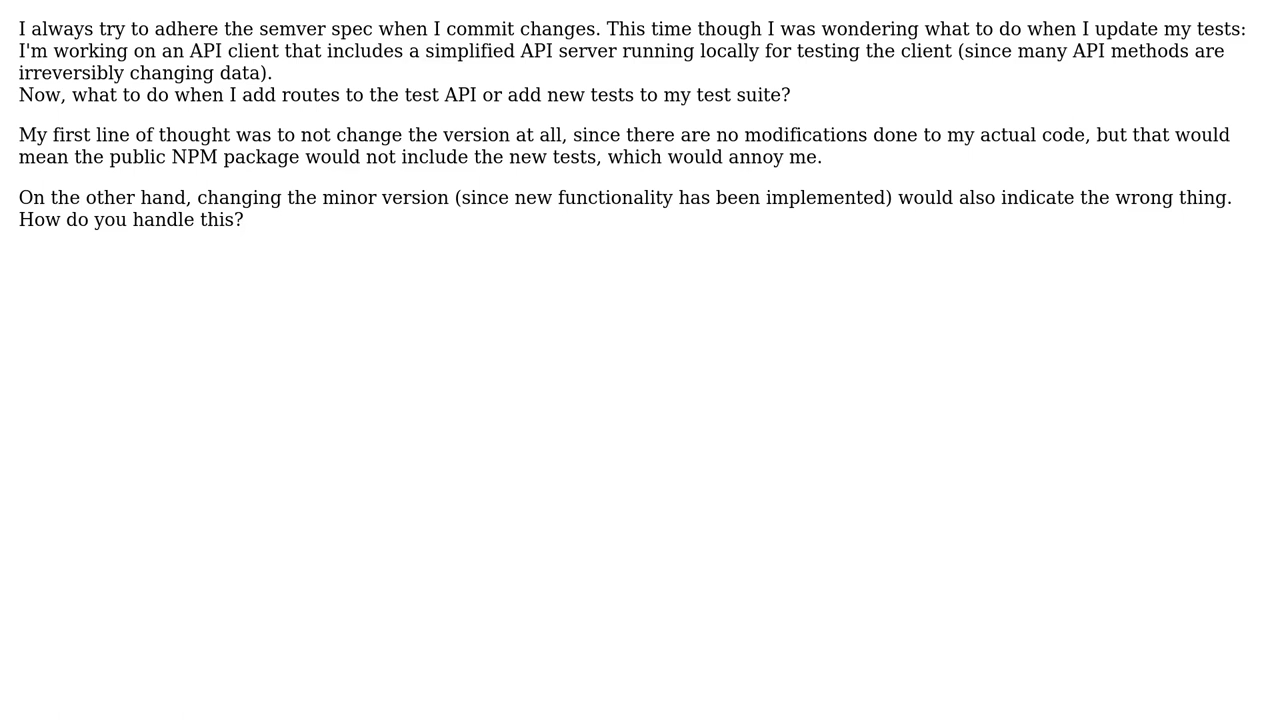 I always try to adhere the semver spec when I commit changes. This time though I was wondering what to do when I update my tests:
I'm working on an API client that includes a simplified API server running locally for testing the client (since many API methods are
irreversibly changing data).
Now, what to do when I add routes to the test API or add new tests to my test suite?
My first line of thought was to not change the version at all, since there are no modifications done to my actual code, but that would
mean the public NPM package would not include the new tests, which would annoy me.
On the other hand, changing the minor version (since new functionality has been implemented) would also indicate the wrong thing.
How do you handle this?